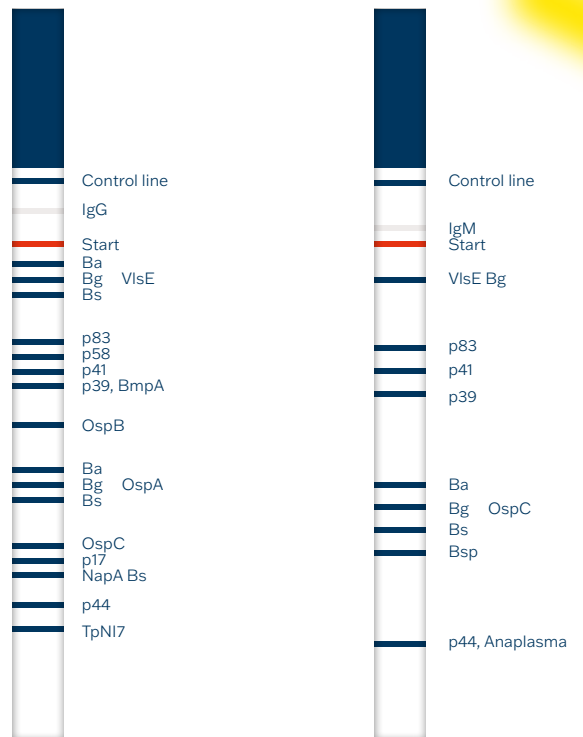 Control line
IgG
Start
Ba
Bg VlsE
Bs
p83
p58
p41
p39, BmpA
OspB
Ba
Bg OspA
Bs
OspC
p17
NapA Bs
p44
TpNI7
Control line
IgM
Start
VlsE Bg
p83
p41
p39
Ba
Bg OspC
Bs
Bsp
p44, Anaplasma